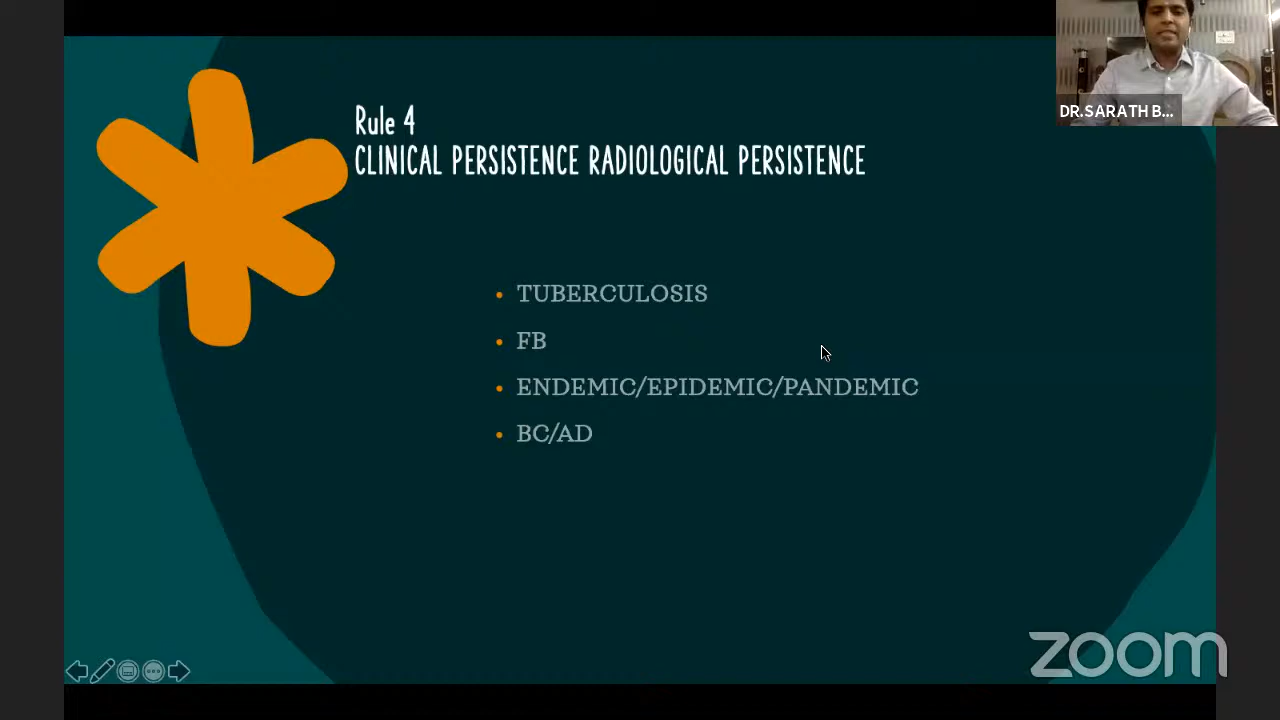 Rule 4
CLINICAL PERSISTENCE RADIOLOGICAL PERSISTENCE
DR.SARATH B...
• TUBERCULOSIS
• FB
• ENDEMIC/EPIDEMIC/PANDEMIC
• BC/AD
zoom